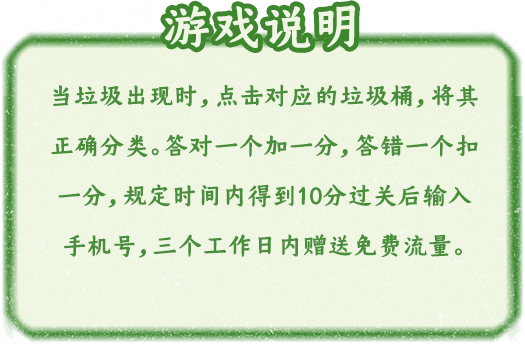 游戏说明
当垃圾出现时,点击对应的垃圾桶,将其
正确分类。答对一个加一分,答错一个扣
一分,规定时间内得到10分过关后输入
手机号,三个工作日内赠送免费流量。